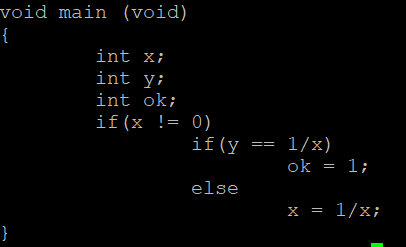 void main (void)
{
        int x;
        int y;
        int ok;
        if(x != 0)
                if(y == 1/x)
                        ok = 1;
                else
                        x = 1/x;
}